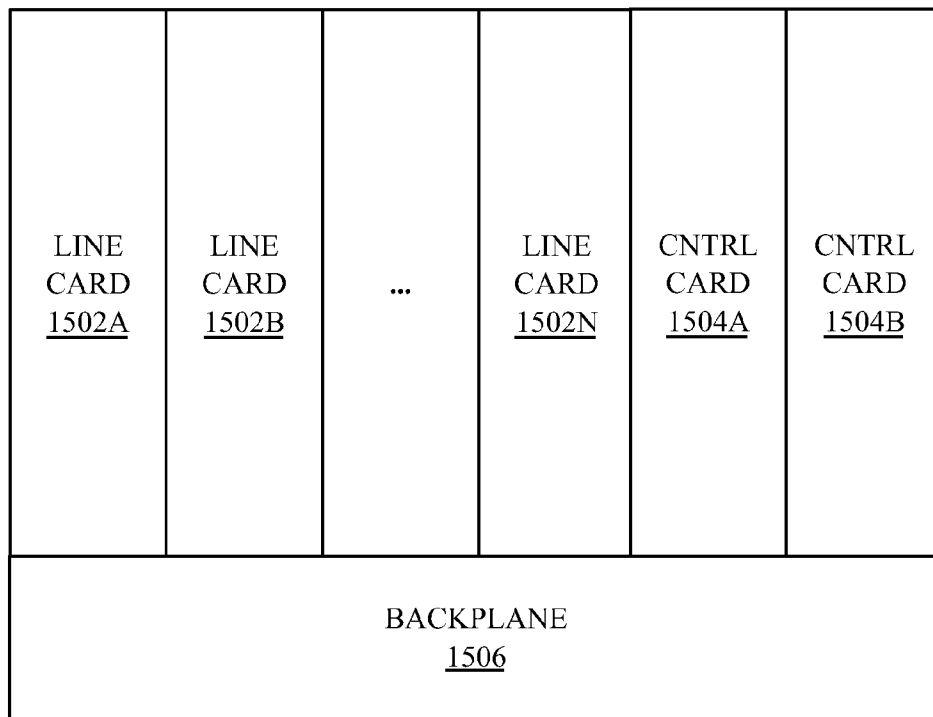 LINE
CARD
1502A
LINE
CARD
1502B
...
LINE
CARD
1502N
CNTRL
CARD
1504A
CNTRL
CARD
1504B
BACKPLANE
1506